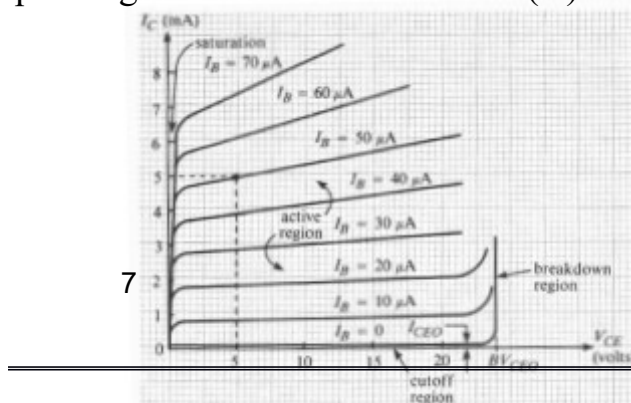 I_C (mA)
saturation
8
I_B = 70 μA
7
I_B = 60 μA
6
I_B = 50 μA
5
I_B = 40 μA
4
active
region
I_B = 30 μA
3
2
I_B = 20 μA
breakdown
region
7
1
I_B = 10 μA
I_B = 0
I_CEO
V_CE
(volts)
0
5
10
15
20
BV_CEO
cutoff
region